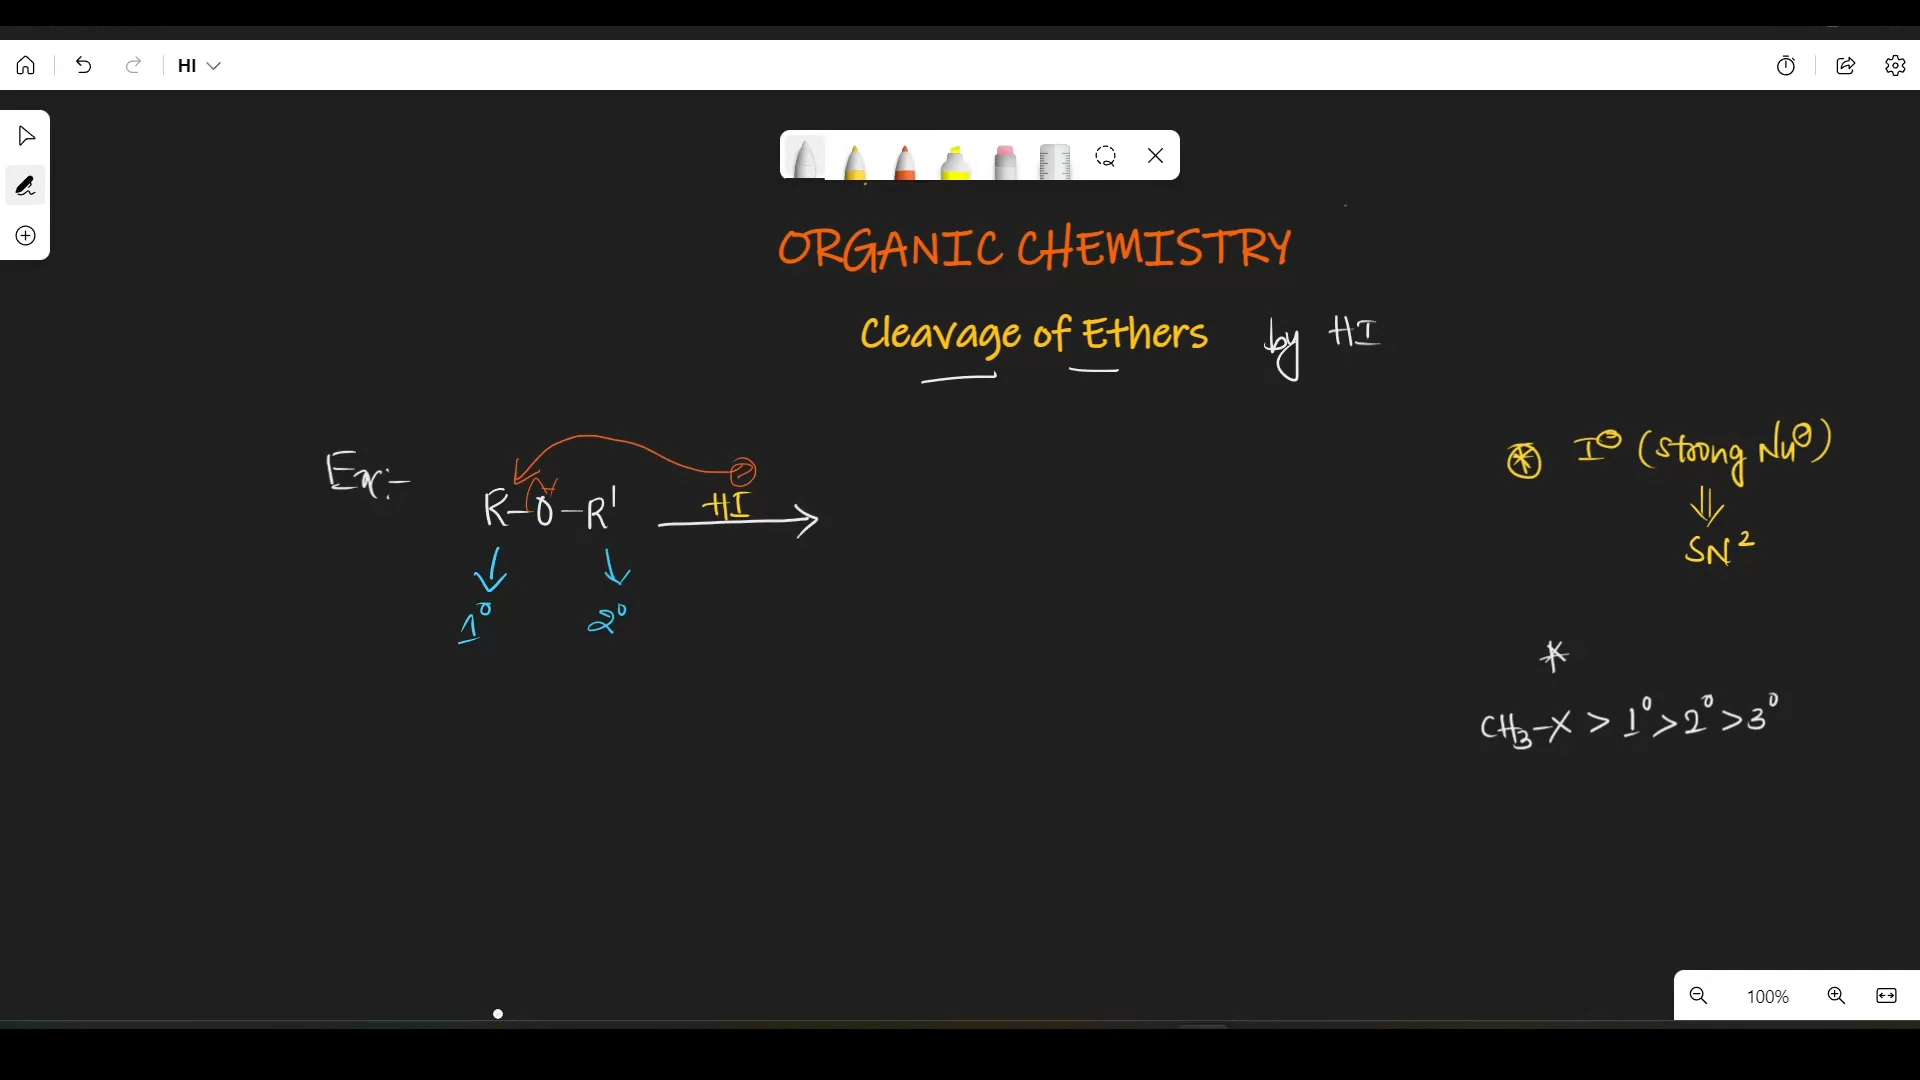 HI
ORGANIC CHEMISTRY
Cleavage of Ethers by HI
Ex:-
R-O-R'
HI
1° 2°
* I⊖ (strong Nu⊖)
⇓
SN²
*
CH₃-X > 1° > 2° > 3°
100%